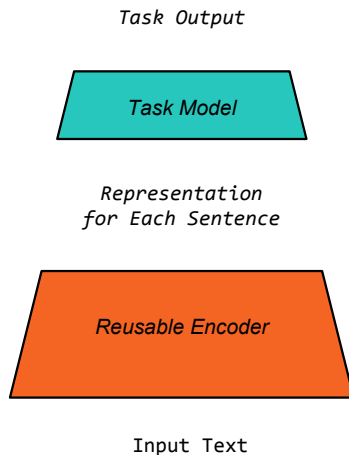 Task Output
Task Model
Representation
for Each Sentence
Reusable Encoder
Input Text